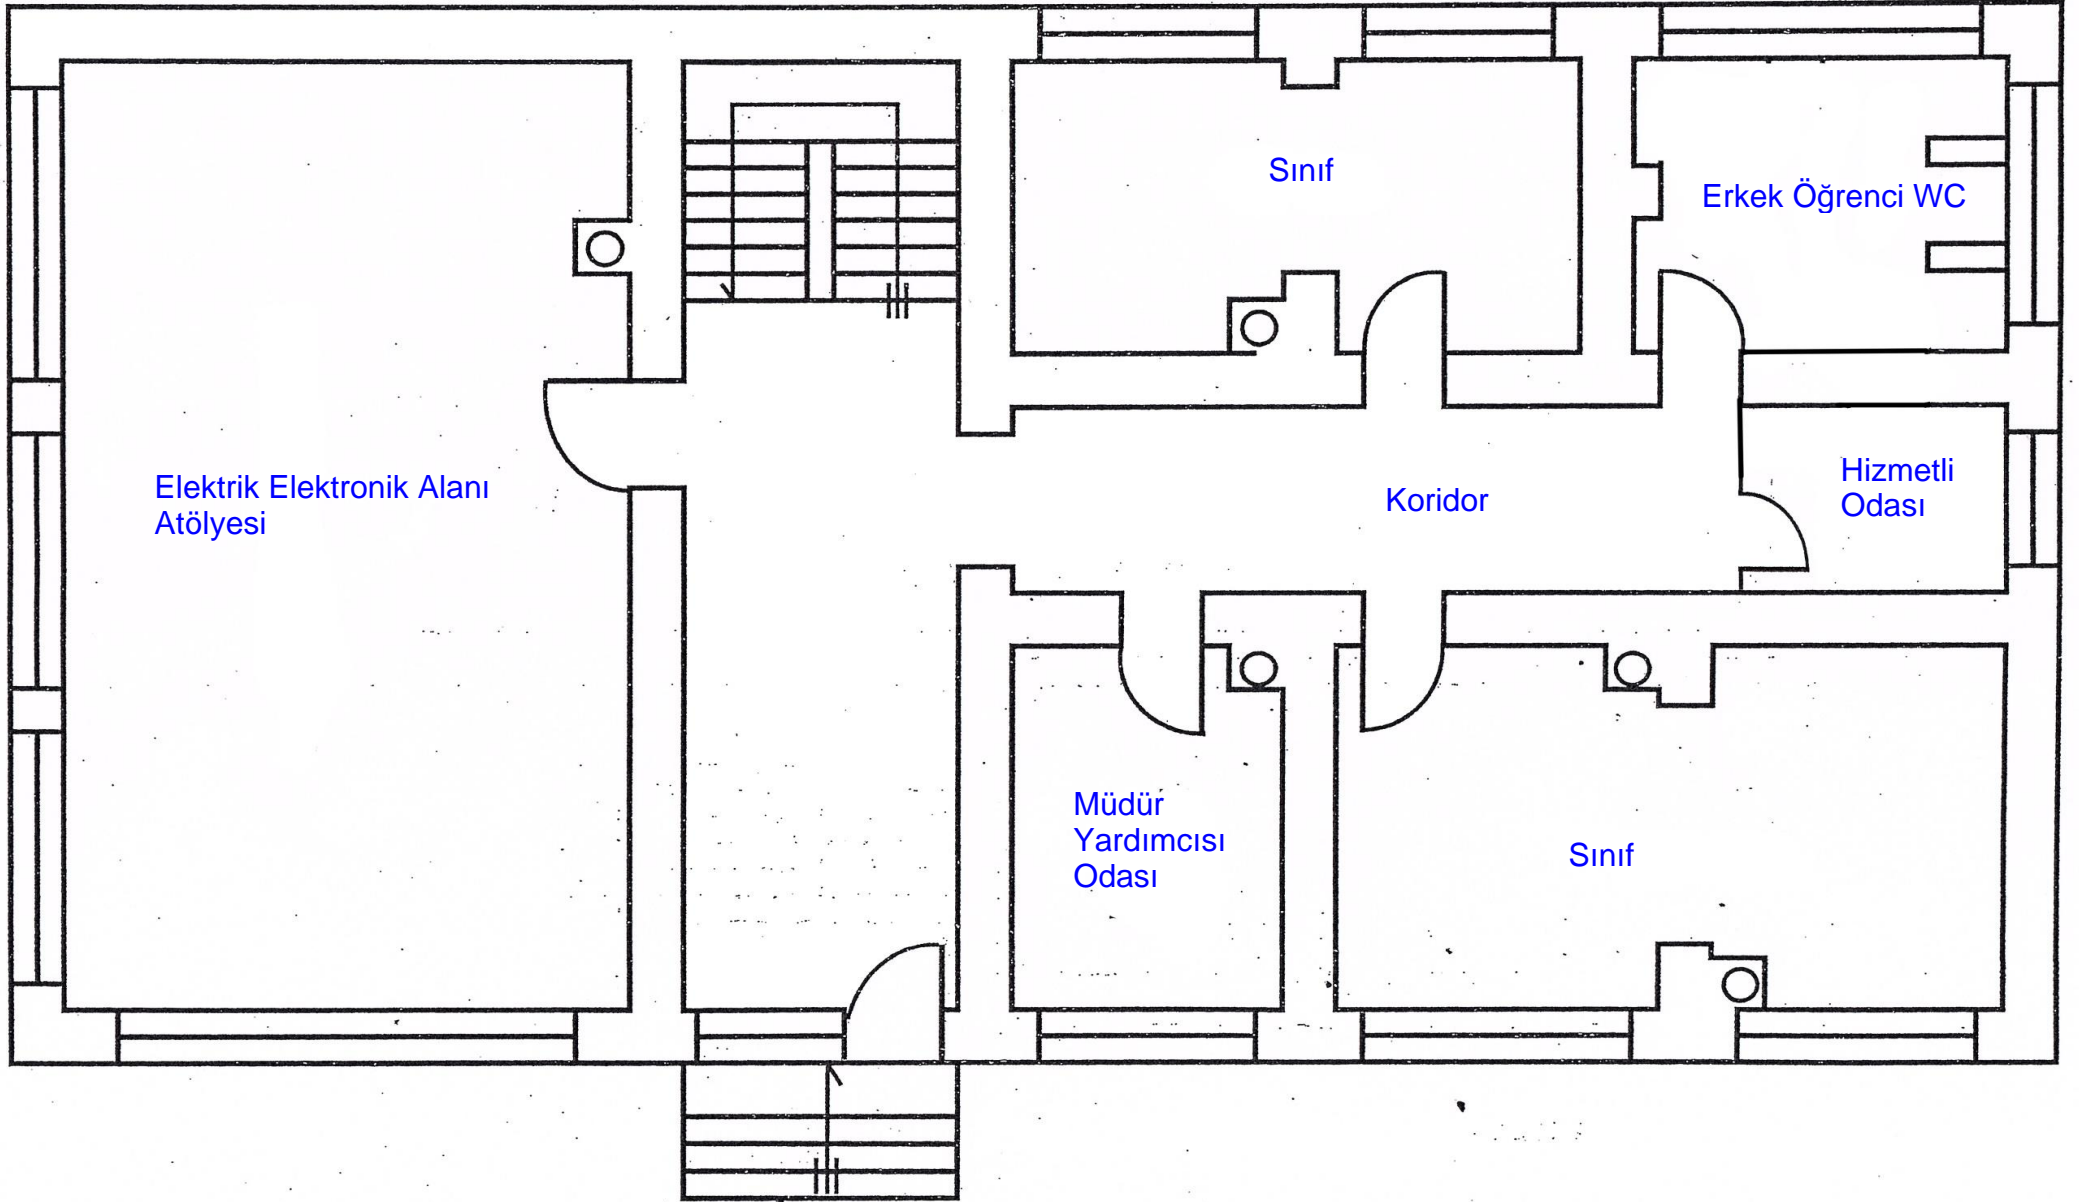 Sınıf
Erkek Öğrenci WC
Elektrik Elektronik Alanı
Atölyesi
Koridor
Hizmetli
Odası
Müdür
Yardımcısı
Odası
Sınıf